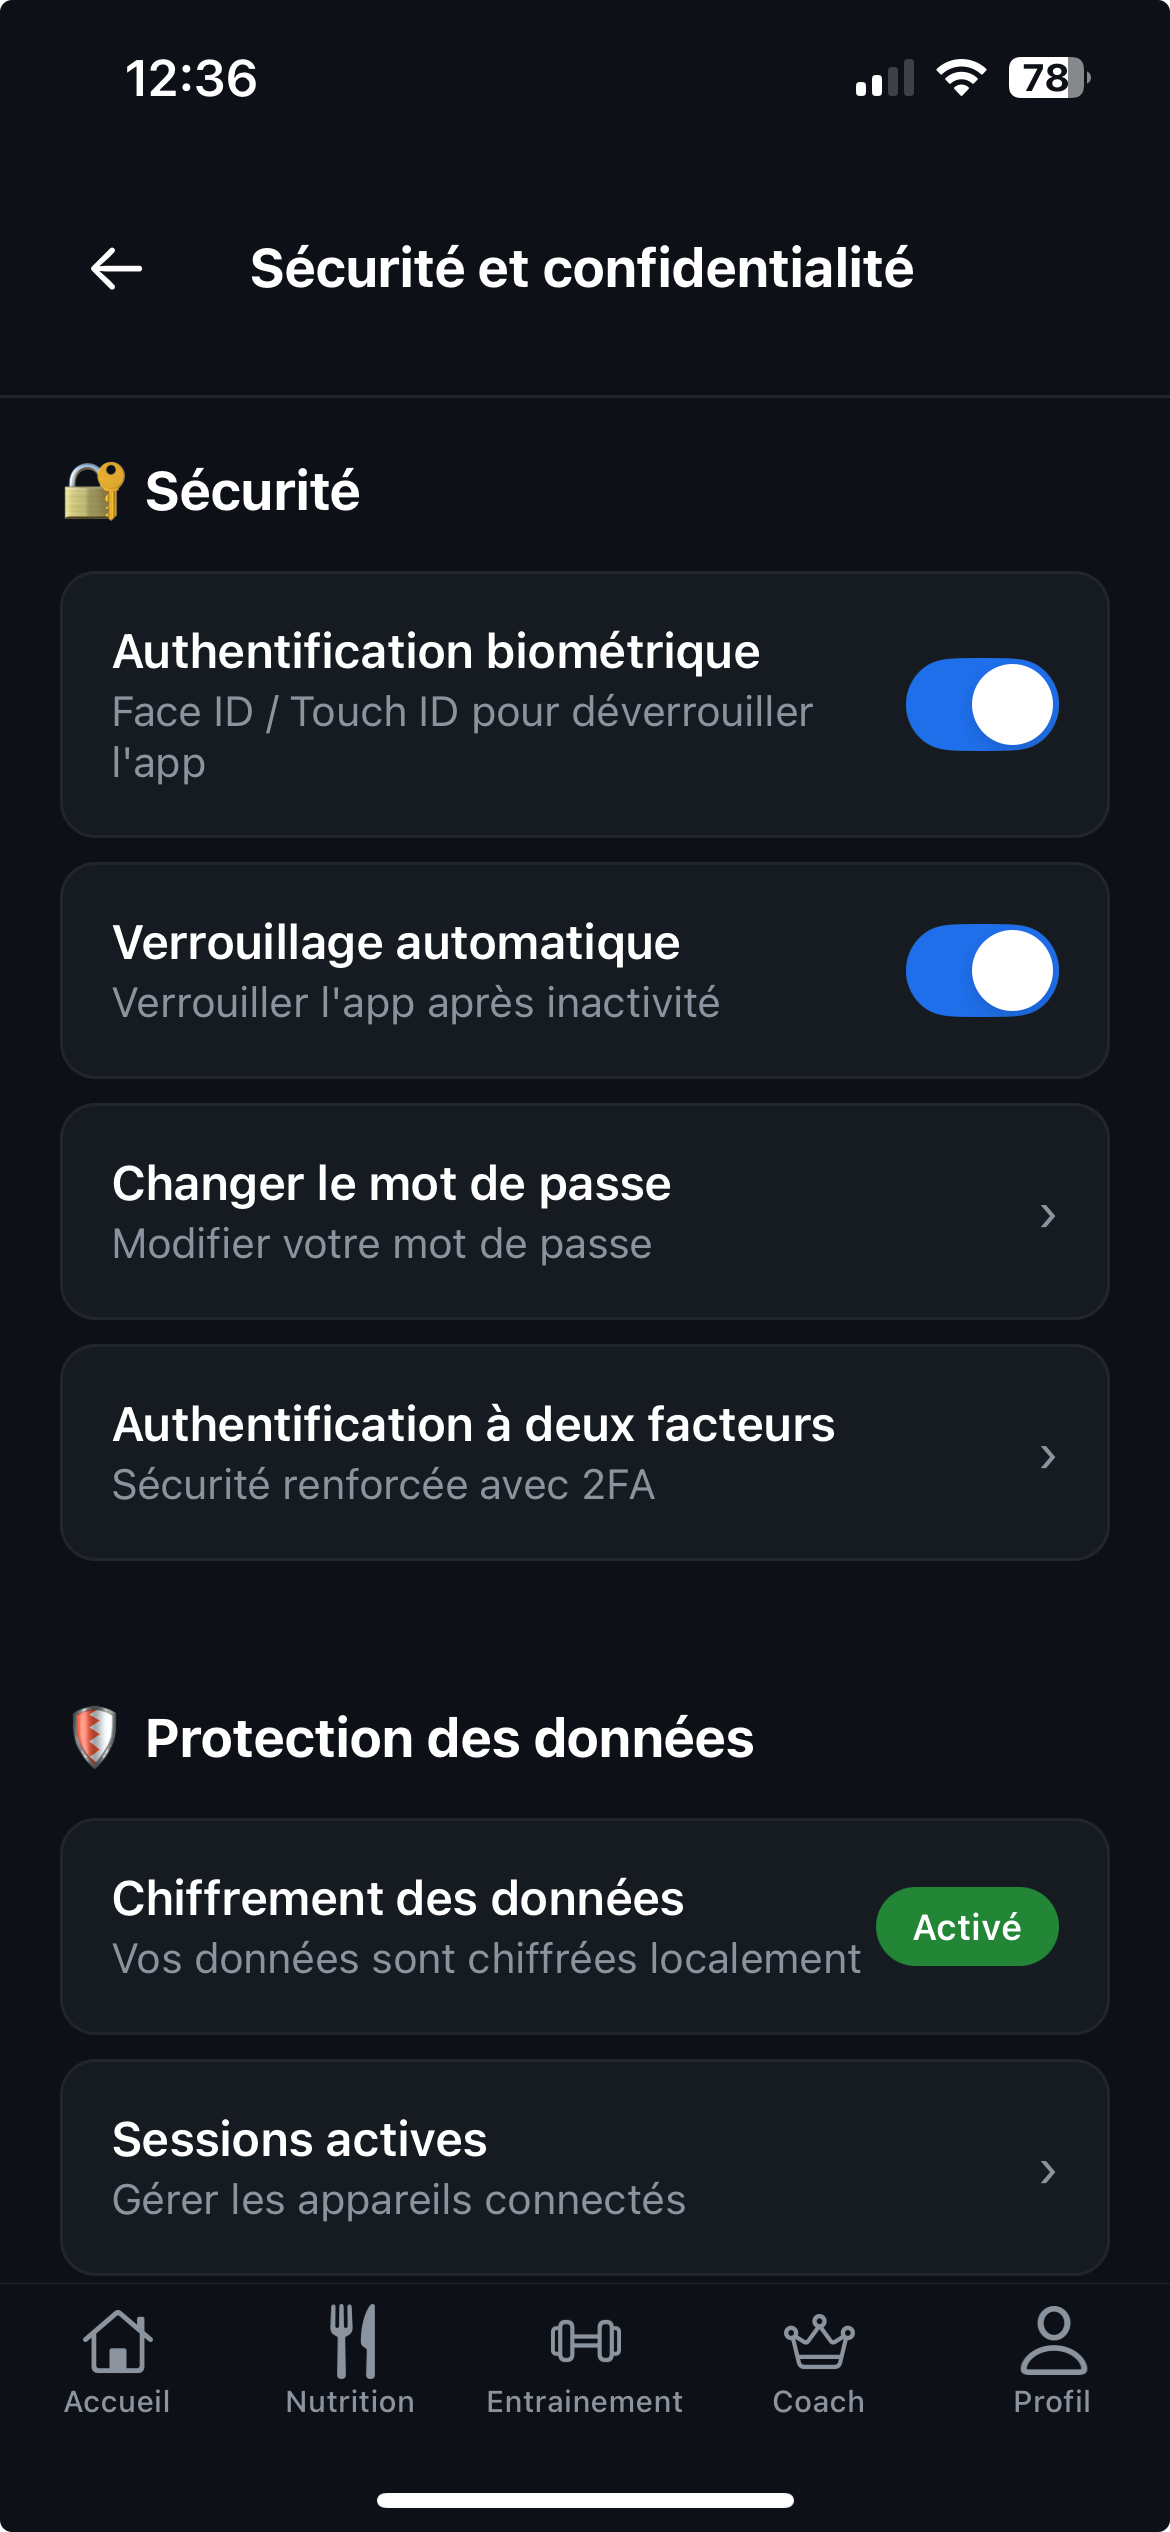 12:36
78
Sécurité et confidentialité
Sécurité
Authentification biométrique
Face ID / Touch ID pour déverrouiller
l'app
Verrouillage automatique
Verrouiller l'app après inactivité
Changer le mot de passe
Modifier votre mot de passe
Authentification à deux facteurs
Sécurité renforcée avec 2FA
Protection des données
Chiffrement des données
Vos données sont chiffrées localement
Activé
Sessions actives
Gérer les appareils connectés
Accueil
Nutrition
Entrainement
Coach
Profil